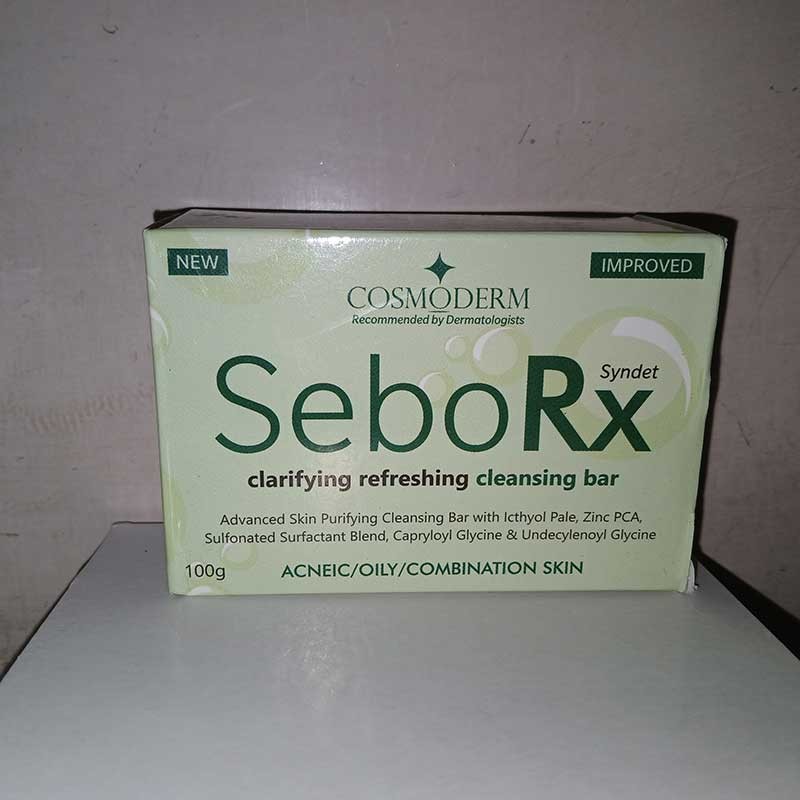 NEW
IMPROVED
COSMODERM
Recommended by Dermatologists
SeboRx
Syndet
clarifying refreshing cleansing bar
Advanced Skin Purifying Cleansing Bar with Icthyol Pale, Zinc PCA,
Sulfonated Surfactant Blend, Capryloyl Glycine & Undecylenoyl Glycine
100g
ACNEIC/OILY/COMBINATION SKIN